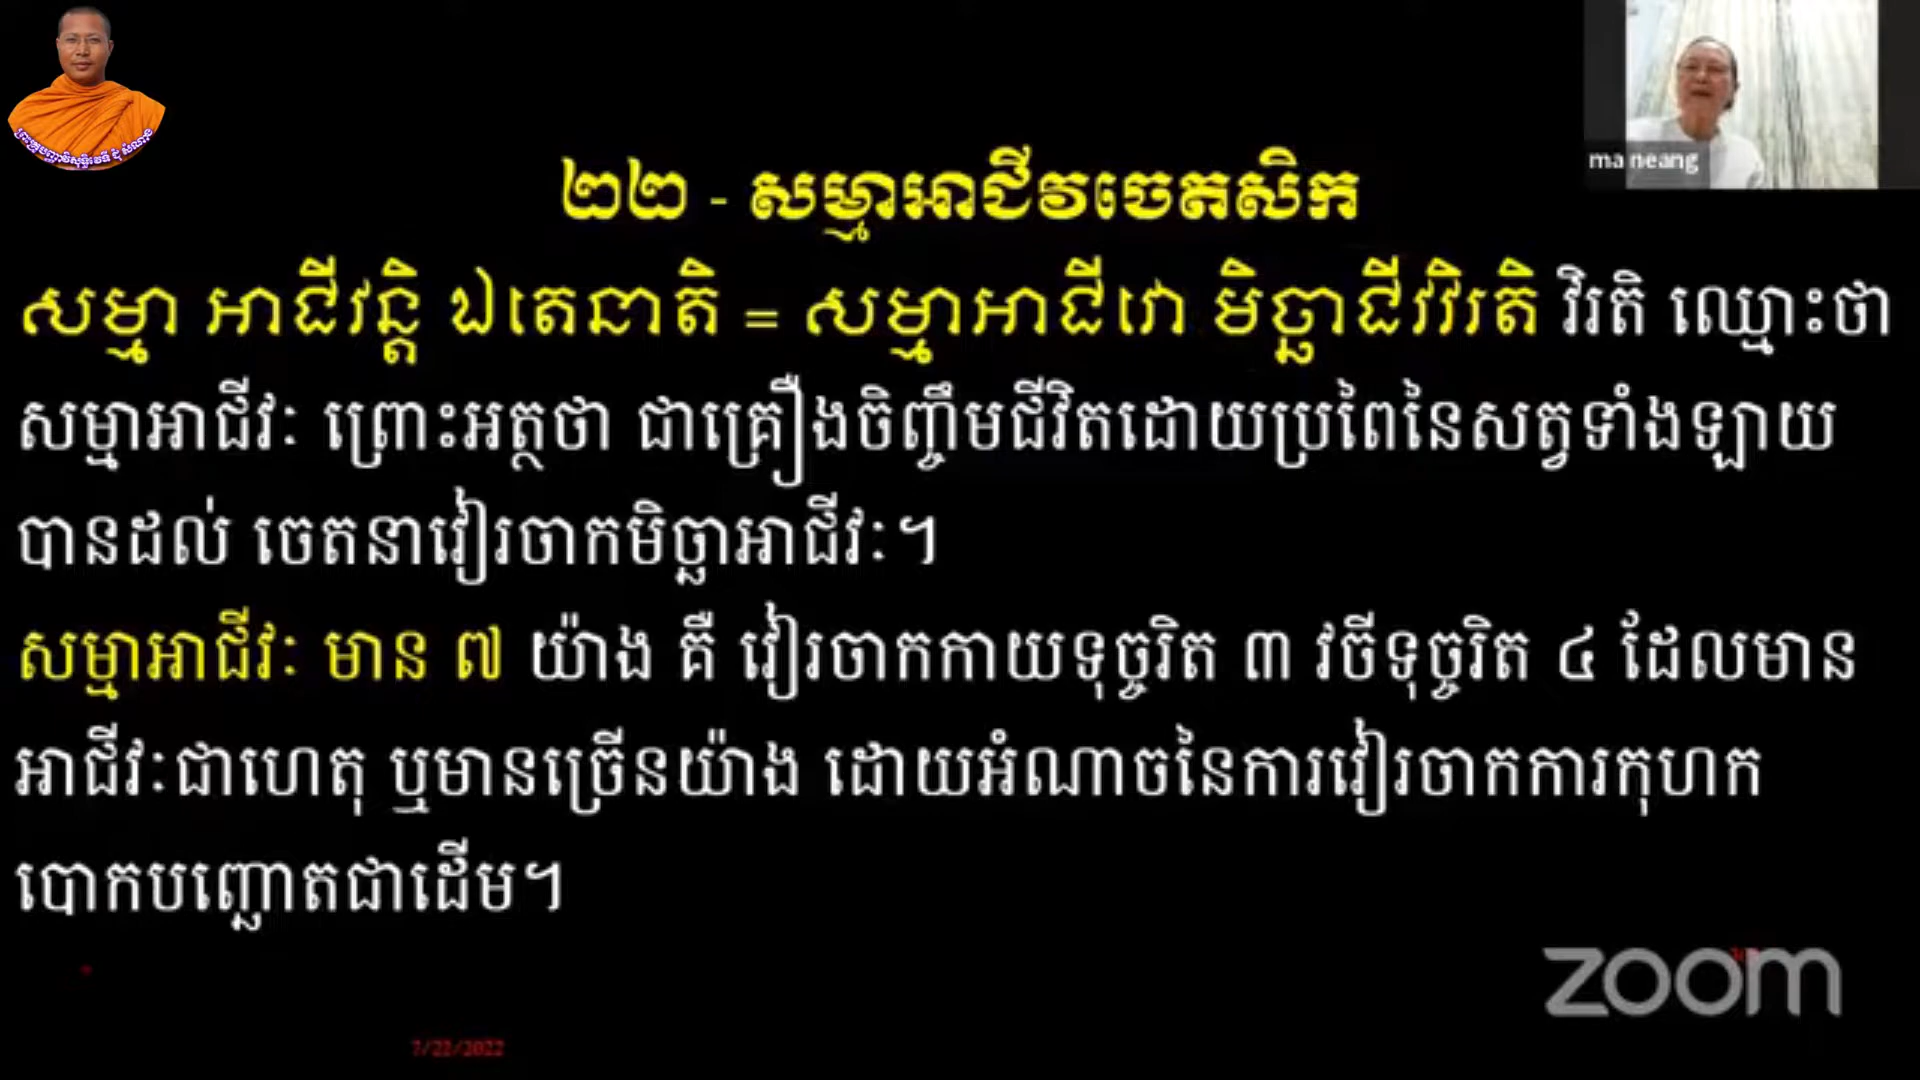 ma neang
២២ - សម្មាអាជីវចេតសិក
សម្មា អាជីវន្តិ ឯតេនាតិ = សម្មាអាជីវោ មិច្ឆាជីវវិរតិ វិរតិ ឈ្មោះថា
សម្មាអាជីវៈ ព្រោះអត្ថថា ជាគ្រឿងចិញ្ចឹមជីវិតដោយប្រពៃនៃសត្វទាំងឡាយ
បានដល់ ចេតនាវៀរចាកមិច្ឆាអាជីវៈ។
សម្មាអាជីវៈ មាន ៧ យ៉ាង គឺ វៀរចាកកាយទុច្ចរិត ៣ វចីទុច្ចរិត ៤ ដែលមាន
អាជីវៈជាហេតុ ឬមានច្រើនយ៉ាង ដោយអំណាចនៃការវៀរចាកការកុហក
បោកបញ្ឆោតជាដើម។
zoom
7/22/2022